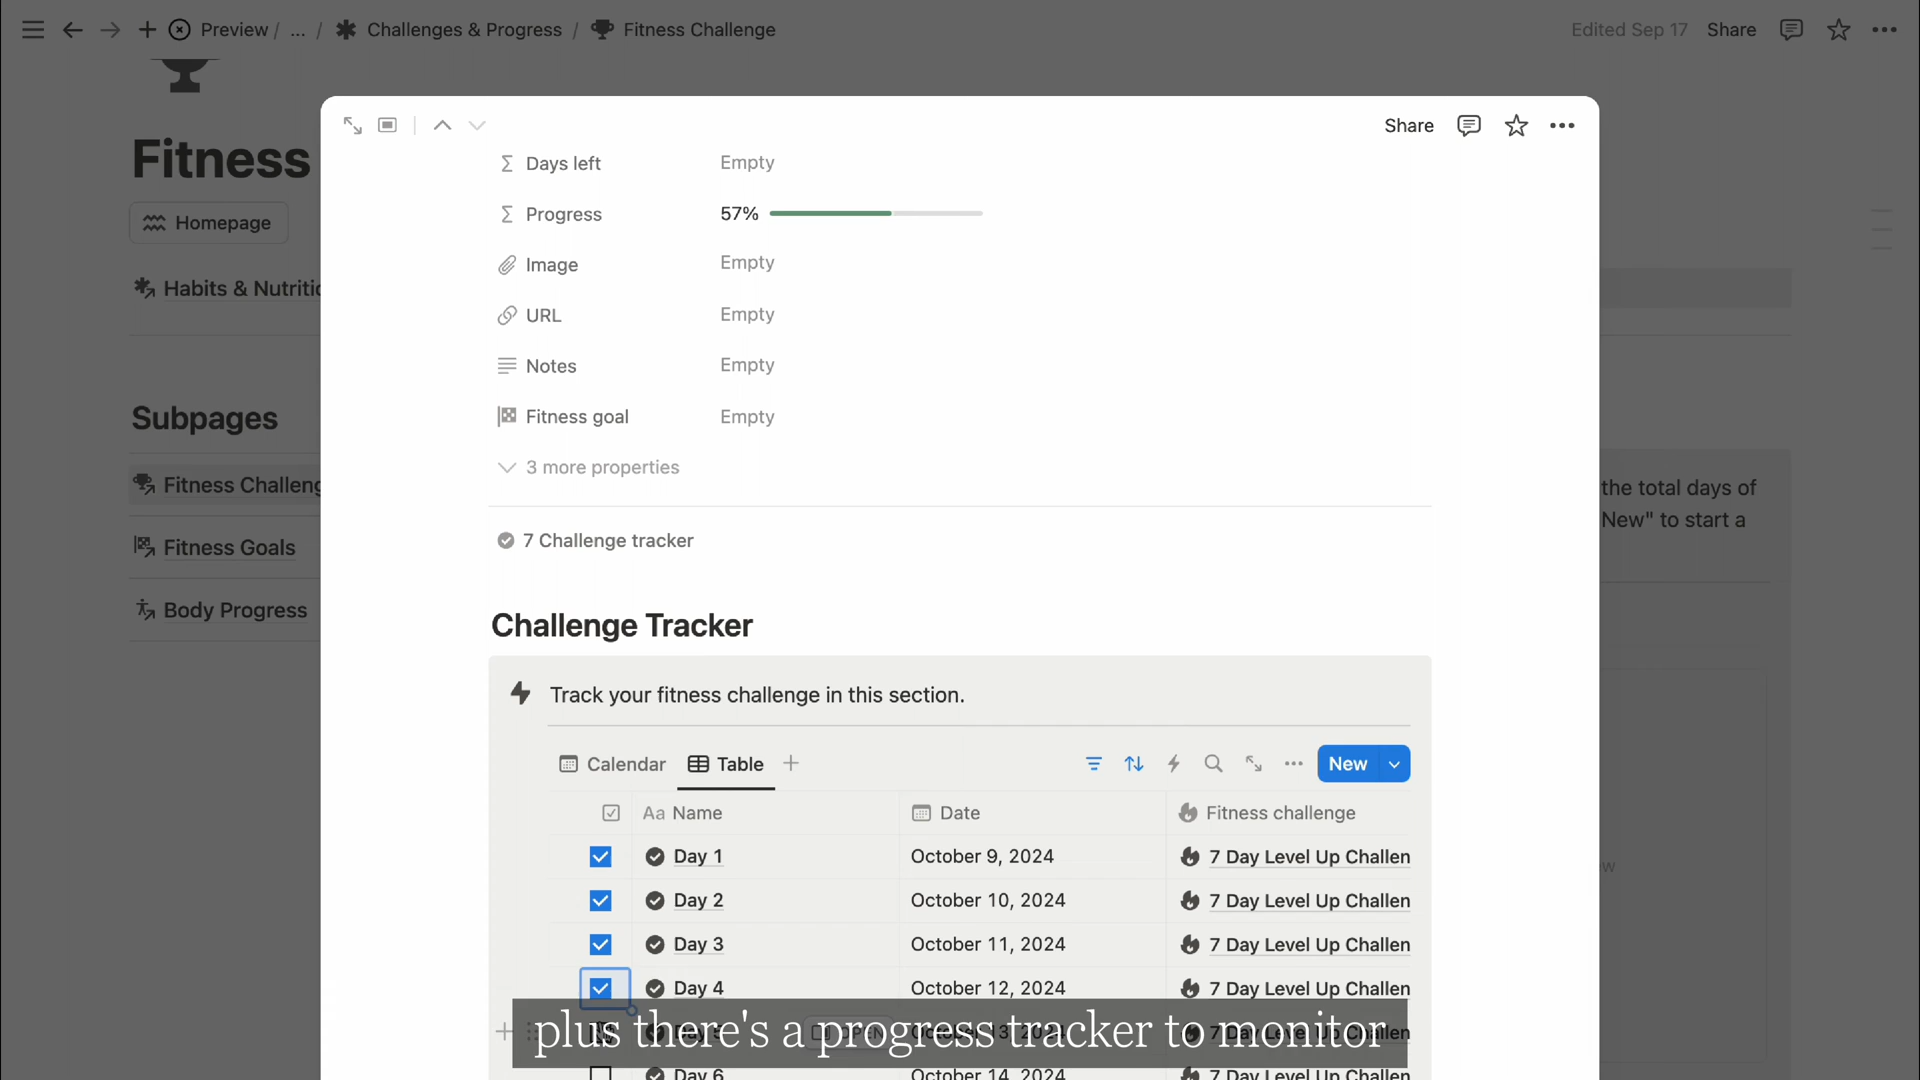 Preview / ... / Challenges & Progress / Fitness Challenge
Edited Sep 17 Share
Fitness
Homepage
Habits & Nutritio
Subpages
Fitness Challeng
Fitness Goals
Body Progress
the total days of
New" to start a
Share
Days left Empty
Progress 57%
Image Empty
URL Empty
Notes Empty
Fitness goal Empty
3 more properties
7 Challenge tracker
Challenge Tracker
Track your fitness challenge in this section.
Calendar Table
New
Aa Name Date Fitness challenge
Day 1 October 9, 2024 7 Day Level Up Challen
Day 2 October 10, 2024 7 Day Level Up Challen
Day 3 October 11, 2024 7 Day Level Up Challen
Day 4 October 12, 2024 7 Day Level Up Challen
plus there's a progress tracker to monitor
Day 6 October 14, 2024 7 Day Level Up Challen